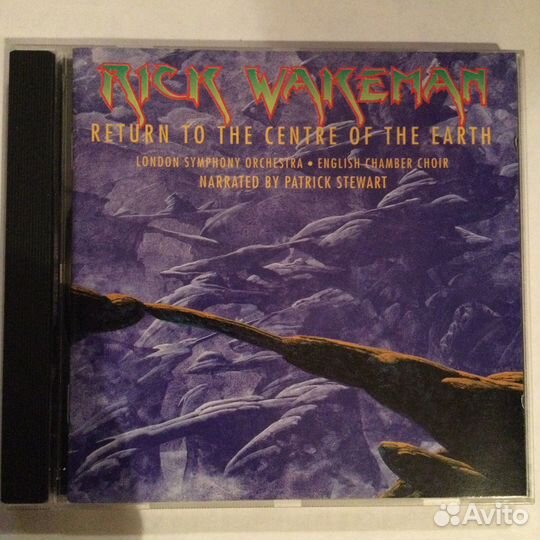 RICK WAKEMAN
RETURN TO THE CENTRE OF THE EARTH
LONDON SYMPHONY ORCHESTRA • ENGLISH CHAMBER CHOIR
NARRATED BY PATRICK STEWART
Avito